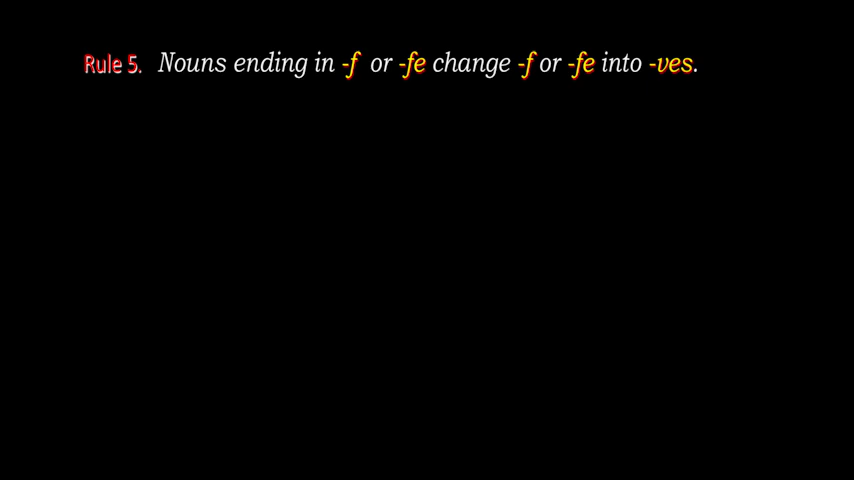 Rule 5. Nouns ending in -f or -fe change -f or -fe into -ves.